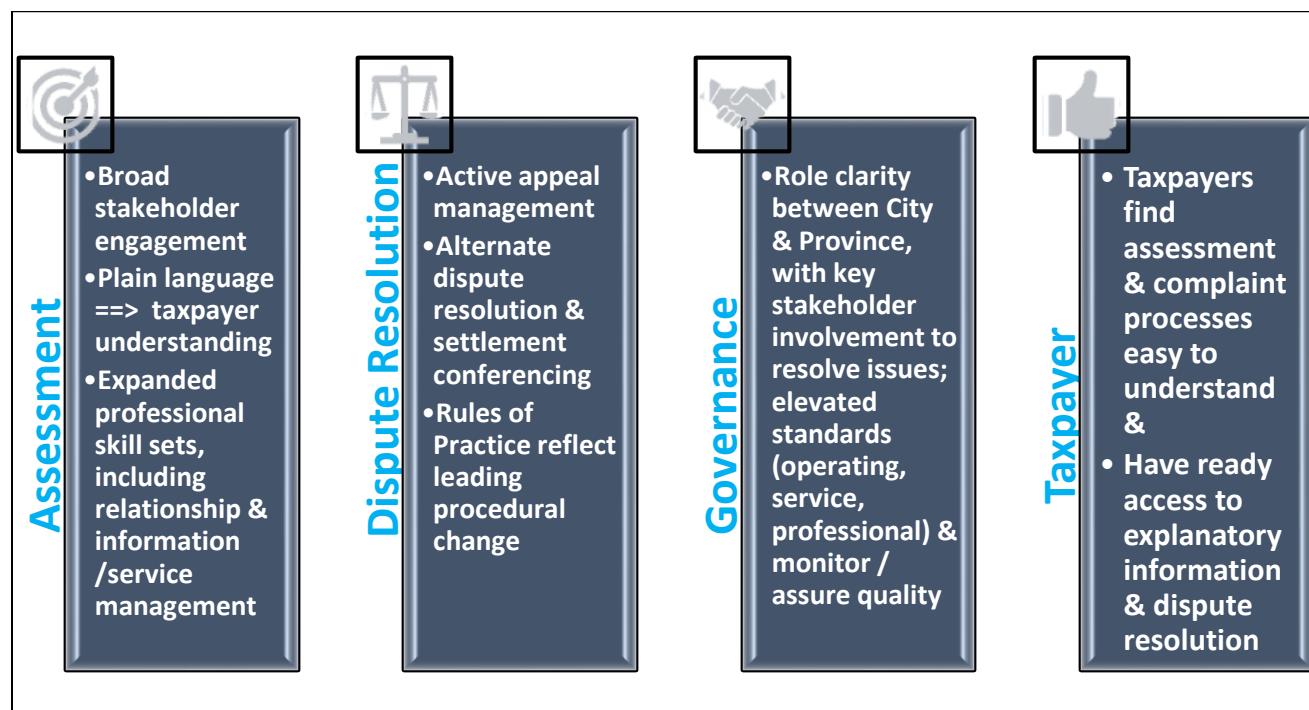 Assessment
•Broad
stakeholder
engagement
•Plain language
==> taxpayer
understanding
•Expanded
professional
skill sets,
including
relationship &
information
/service
management
Dispute Resolution
•Active appeal
management
•Alternate
dispute
resolution &
settlement
conferencing
•Rules of
Practice reflect
leading
procedural
change
Governance
•Role clarity
between City
& Province,
with key
stakeholder
involvement to
resolve issues;
elevated
standards
(operating,
service,
professional) &
monitor /
assure quality
Taxpayer
• Taxpayers
find
assessment
& complaint
processes
easy to
understand
&
• Have ready
access to
explanatory
information
& dispute
resolution